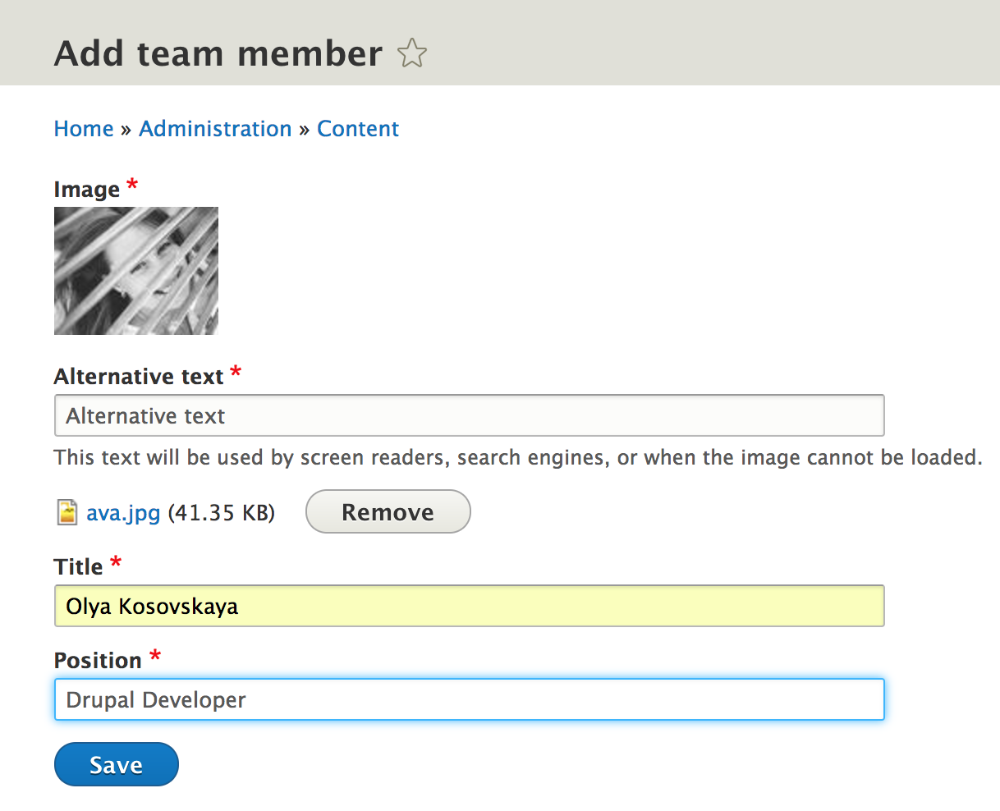 Add team member
Home » Administration » Content
Image *
Alternative text *
Alternative text
This text will be used by screen readers, search engines, or when the image cannot be loaded.
ava.jpg (41.35 KB) Remove
Title *
Olya Kosovskaya
Position *
Drupal Developer
Save